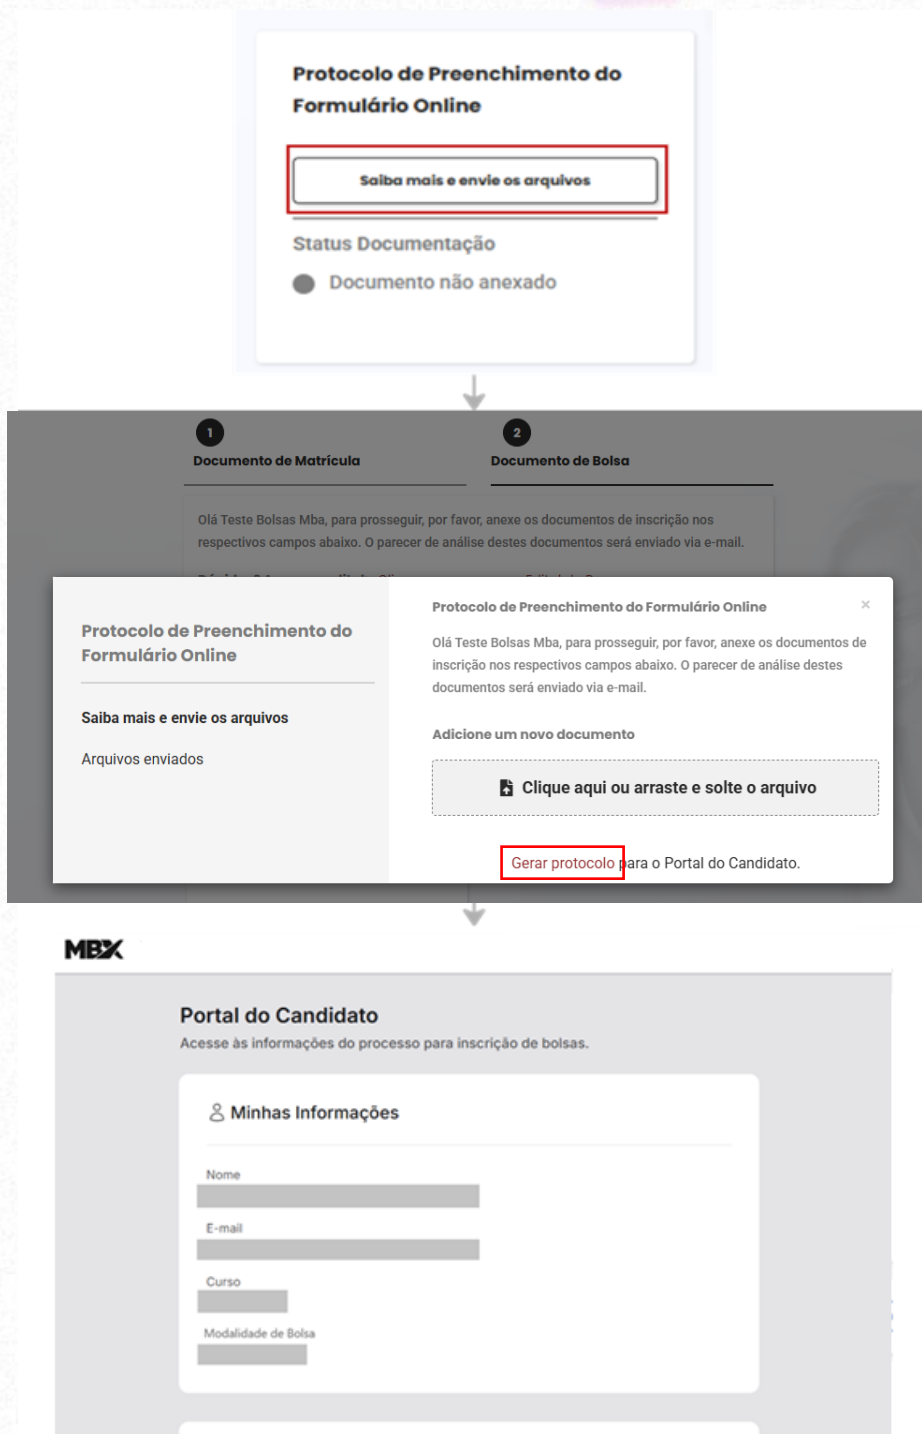 Protocolo de Preenchimento do
Formulário Online
Saiba mais e envie os arquivos
Status Documentação
Documento não anexado
1
Documento de Matrícula
2
Documento de Bolsa
Olá Teste Bolsas Mba, para prosseguir, por favor, anexe os documentos de inscrição nos
respectivos campos abaixo. O parecer de análise destes documentos será enviado via e-mail.
Protocolo de Preenchimento do
Formulário Online
Saiba mais e envie os arquivos
Arquivos enviados
Protocolo de Preenchimento do Formulário Online
×
Olá Teste Bolsas Mba, para prosseguir, por favor, anexe os documentos de
inscrição nos respectivos campos abaixo. O parecer de análise destes
documentos será enviado via e-mail.
Adicione um novo documento
Clique aqui ou arraste e solte o arquivo
Gerar protocolo para o Portal do Candidato.
MBX
Portal do Candidato
Acesse às informações do processo para inscrição de bolsas.
Minhas Informações
Nome
E-mail
Curso
Modalidade de Bolsa